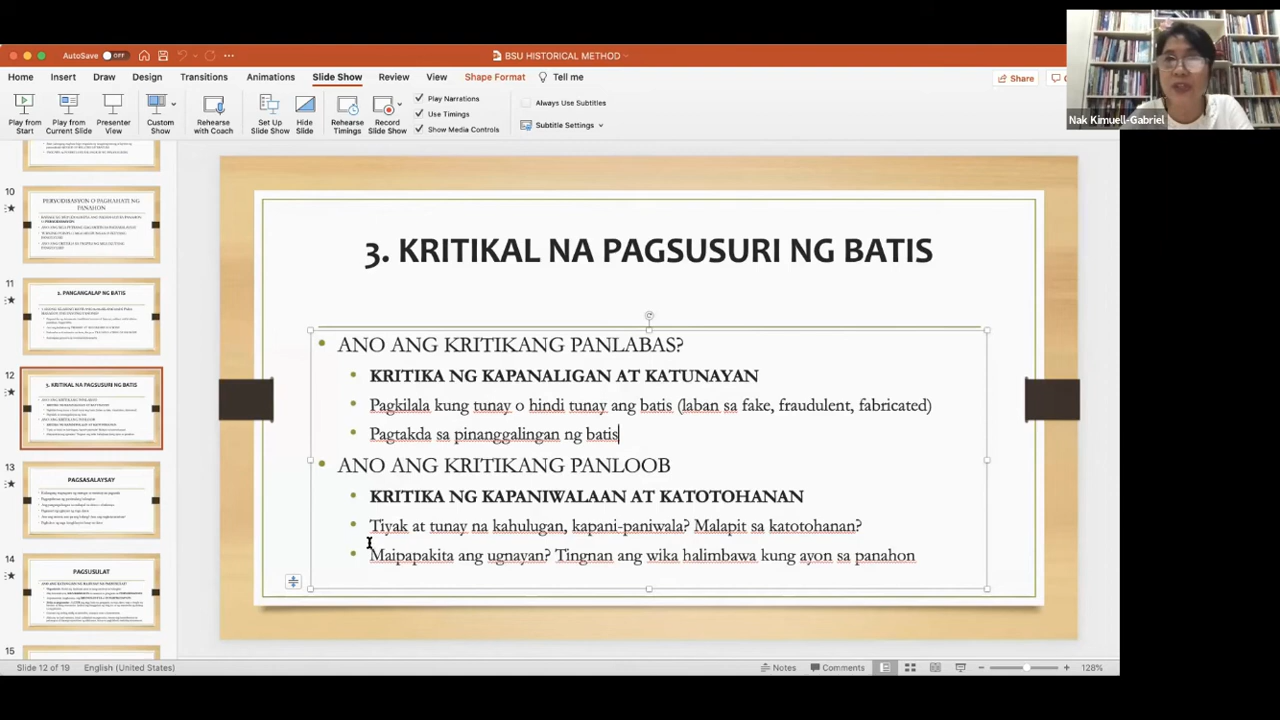 AutoSave OFF
BSU HISTORICAL METHOD
Home Insert Draw Design Transitions Animations Slide Show Review View Shape Format Tell me
Share
Play from Start
Play from Current Slide
Presenter View
Custom Show
Rehearse with Coach
Set Up Slide Show
Hide Slide
Rehearse Timings
Record Slide Show
Play Narrations
Use Timings
Show Media Controls
Always Use Subtitles
Subtitle Settings
Nak Kimuell-Gabriel
10
PERYODISASYON O PAGHAHATI NG PANAHON
11
2. PANGANGALAP NG BATIS
12
3. KRITIKAL NA PAGSUSURI NG BATIS
13
PAGSASALAYSAY
14
PAGSUSULAT
15
3. KRITIKAL NA PAGSUSURI NG BATIS
ANO ANG KRITIKANG PANLABAS?
KRITIKA NG KAPANALIGAN AT KATUNAYAN
Pagkilala kung tunay o hindi tunay ang batis (laban sa fake, fraudulent, fabricated)
Pagtakda sa pinanggalingan ng batis
ANO ANG KRITIKANG PANLOOB
KRITIKA NG KAPANIWALAAN AT KATOTOHANAN
Tiyak at tunay na kahulugan, kapani-paniwala? Malapit sa katotohanan?
Maipapakita ang ugnayan? Tingnan ang wika halimbawa kung ayon sa panahon
Slide 12 of 19 English (United States)
Notes Comments 128%